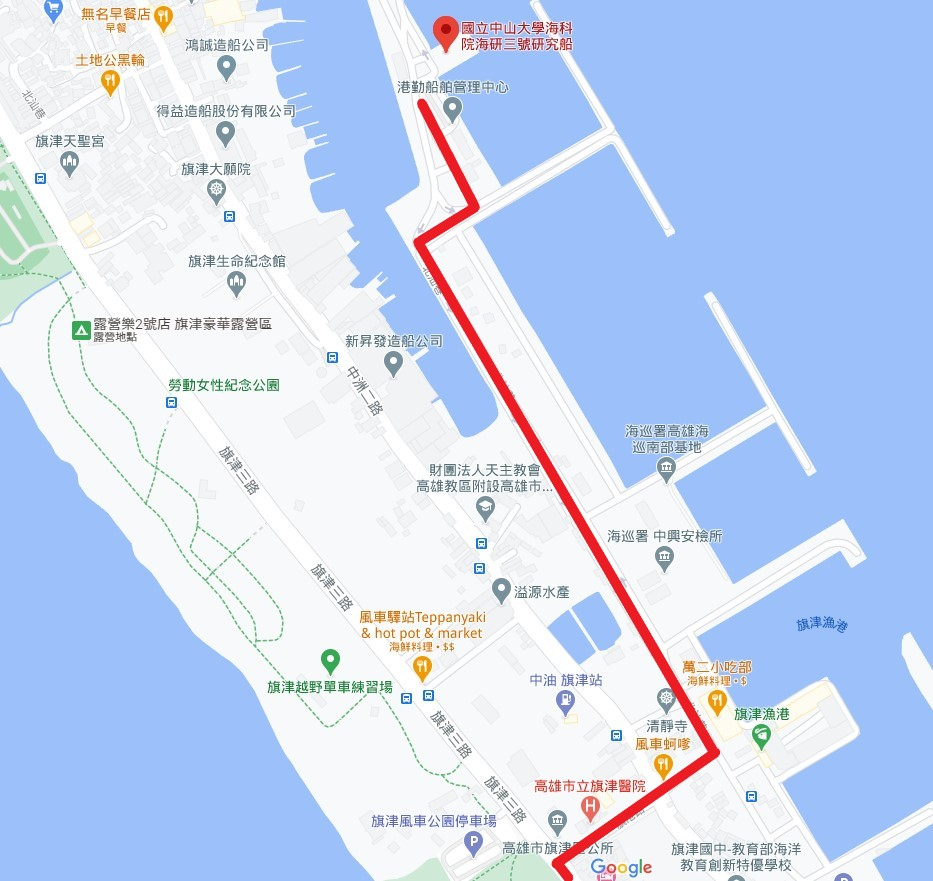 無名早餐店
早餐
國立中山大學海科
院海研三號研究船
鴻誠造船公司
土地公黑輪
港勤船舶管理中心
北汕巷
得益造船股份有限公司
旗津天聖宮
旗津大願院
旗津生命紀念館
北汕巷
露營樂2號店 旗津豪華露營區
露營地點
新昇發造船公司
中洲二路
勞動女性紀念公園
海巡署高雄海
巡南部基地
旗津三路
財團法人天主教會
高雄教區附設高雄市...
海巡署 中興安檢所
旗津三路
溢源水產
風車驛站Teppanyaki
& hot pot & market
海鮮料理・$$
旗津漁港
中油 旗津站
萬二小吃部
海鮮料理・$
旗津越野單車練習場
旗津漁港
清靜寺
風車蚵嗲
旗津三路
高雄市立旗津醫院
旗津三路
旗津風車公園停車場
P
高雄市旗津區公所
旗津國中-教育部海洋
教育創新特優學校
Google